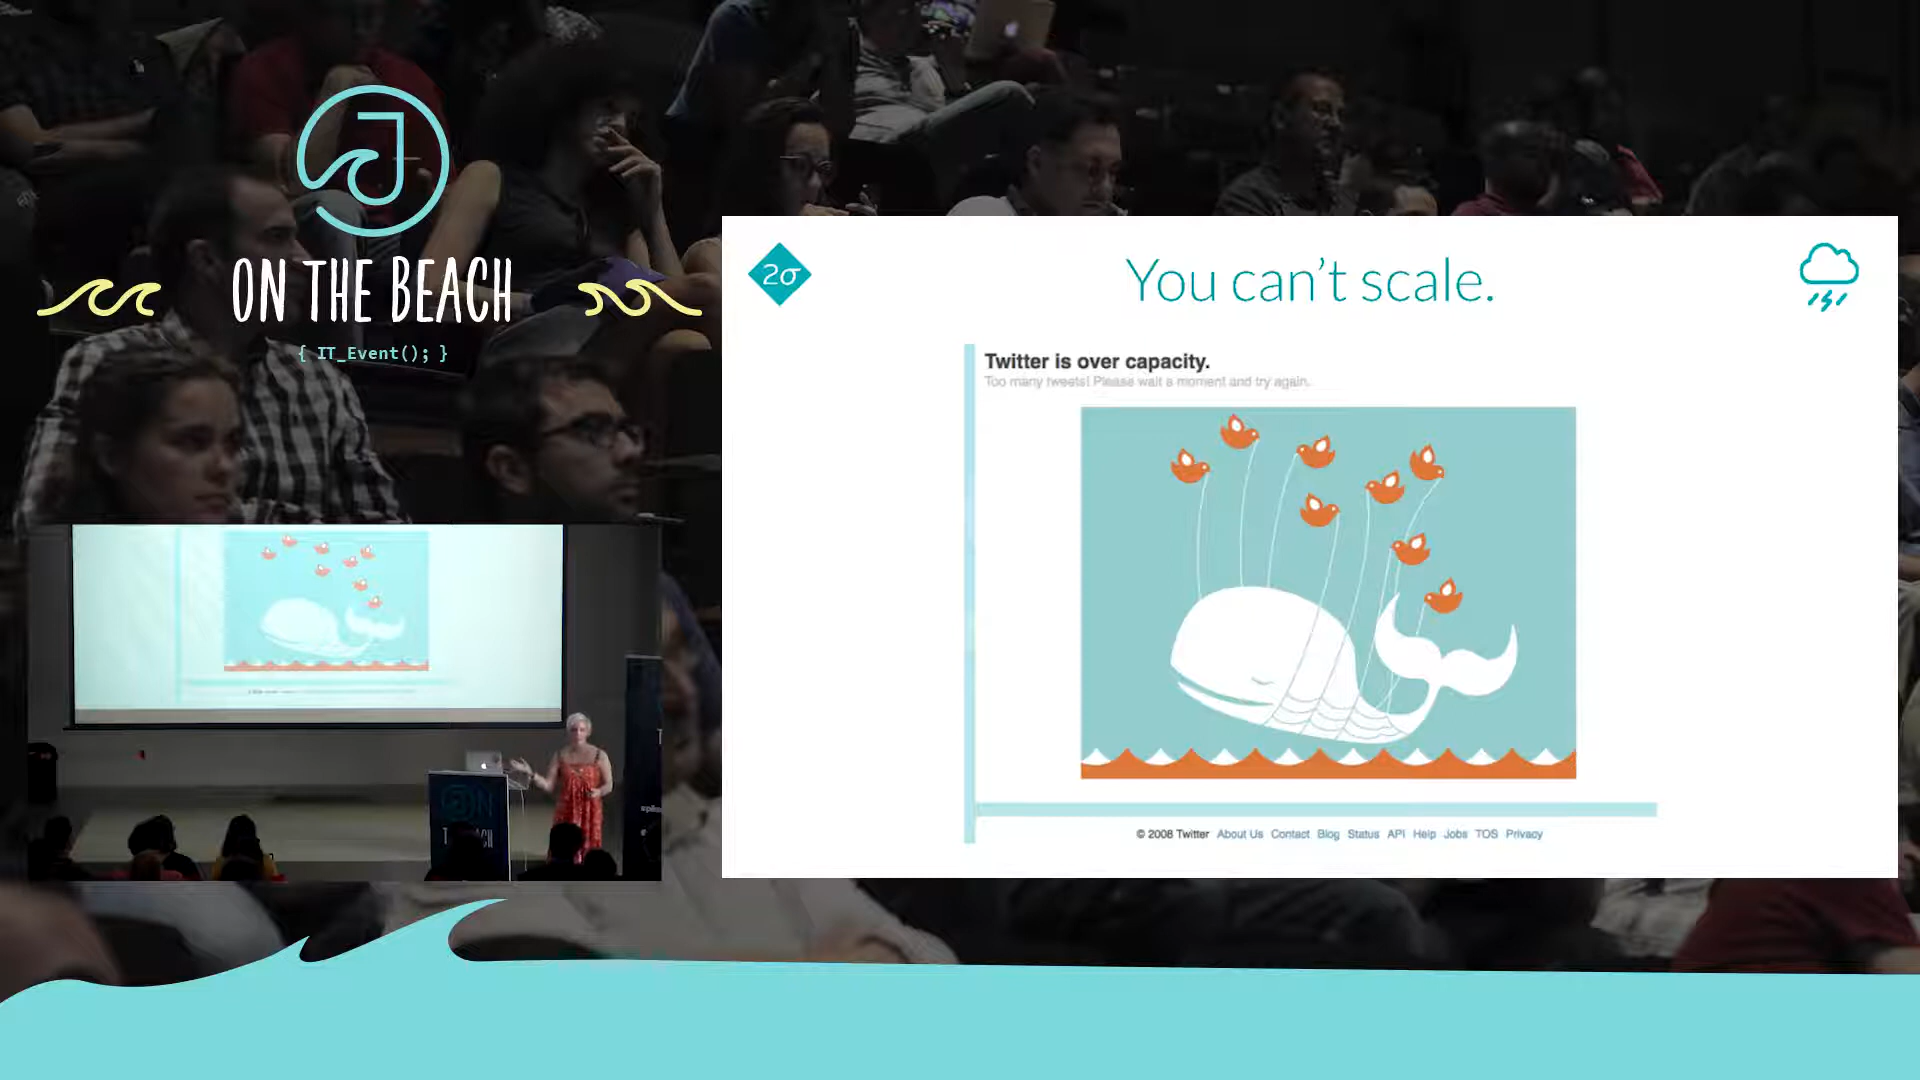 J
ON THE BEACH
{ IT_Event(); }
2σ
You can't scale.
Twitter is over capacity.
Too many tweets! Please wait a moment and try again.
© 2008 Twitter About Us Contact Blog Status API Help Jobs TOS Privacy